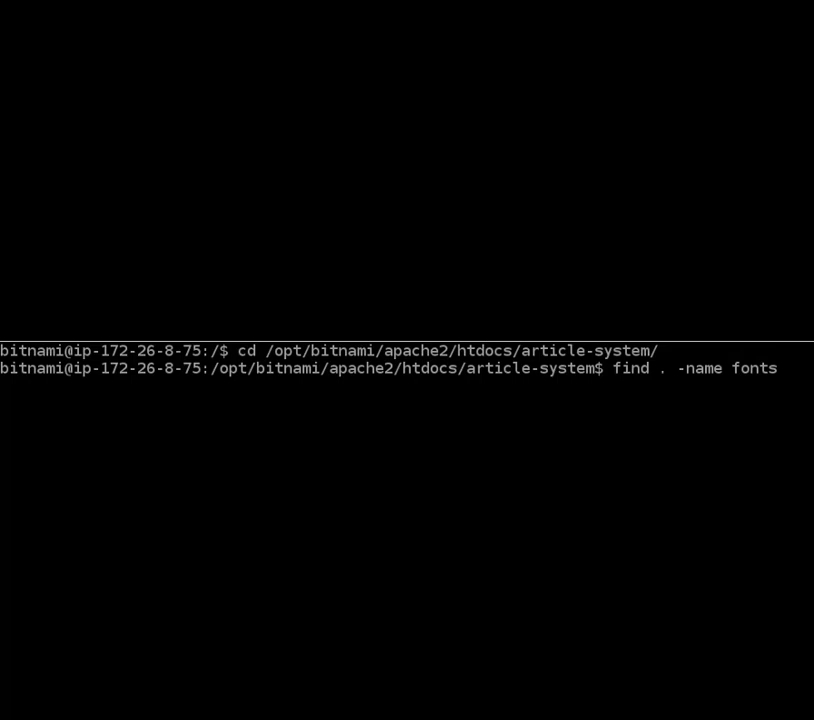 bitnami@ip-172-26-8-75:/$ cd /opt/bitnami/apache2/htdocs/article-system/
bitnami@ip-172-26-8-75:/opt/bitnami/apache2/htdocs/article-system$ find . -name fonts